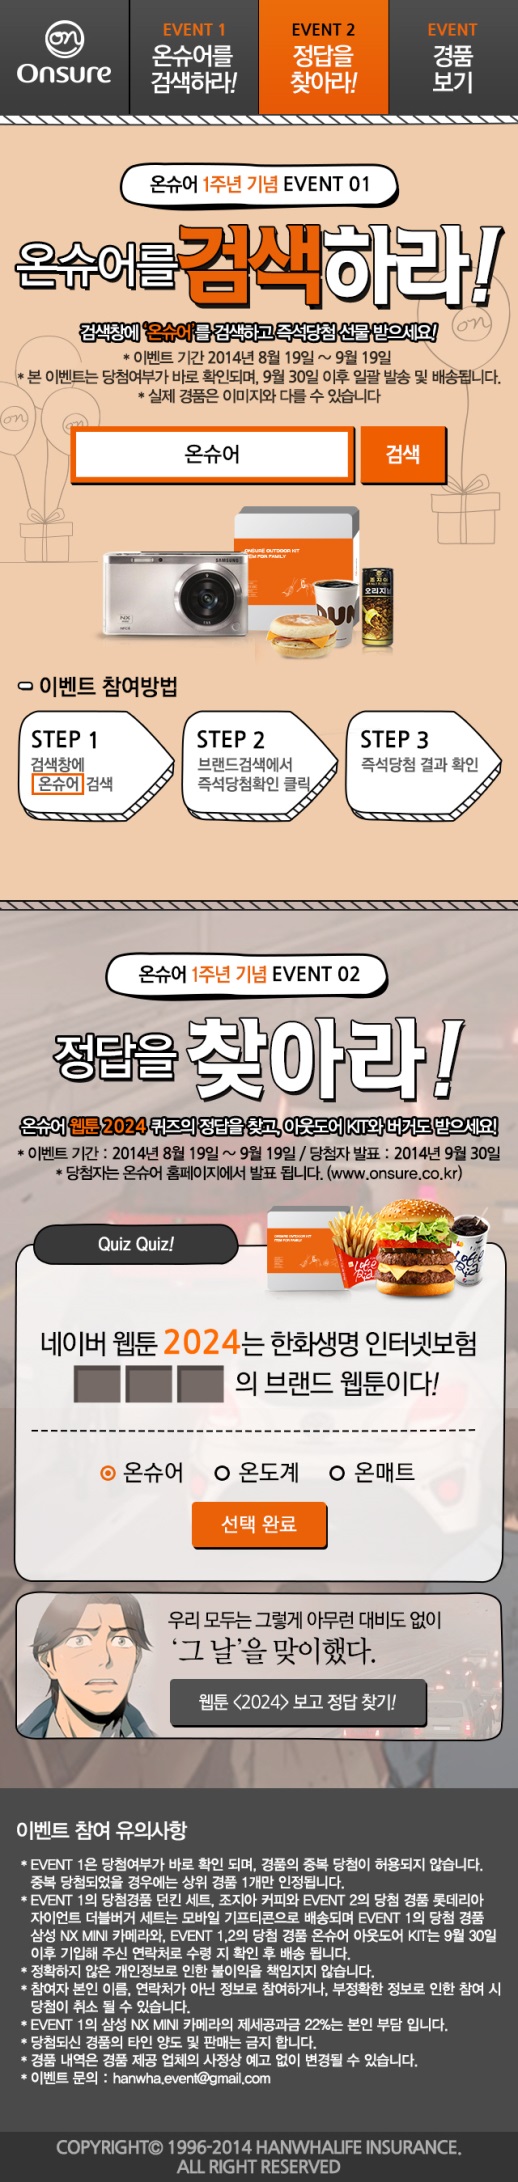 on
Onsure
EVENT 1
온슈어를
검색하라!
EVENT 2
정답을
찾아라!
EVENT
경품
보기
온슈어 1주년 기념 EVENT 01
온슈어를 검색하라!
검색창에 '온슈어'를 검색하고 즉석당첨 선물 받으세요!
* 이벤트 기간 2014년 8월 19일 ~ 9월 19일
* 본 이벤트는 당첨여부가 바로 확인되며, 9월 30일 이후 일괄 발송 및 배송됩니다.
* 실제 경품은 이미지와 다를 수 있습니다
on
on
on
온슈어
검색
ONSURE OUTDOOR KIT
ITEM FOR FAMILY
SAMSUNG
NX
DUN
조지아
오리지널
이벤트 참여방법
STEP 1
검색창에
온슈어 검색
STEP 2
브랜드검색에서
즉석당첨확인 클릭
STEP 3
즉석당첨 결과 확인
온슈어 1주년 기념 EVENT 02
정답을 찾아라!
온슈어 웹툰 2024 퀴즈의 정답을 찾고, 아웃도어 KIT와 버거도 받으세요!
* 이벤트 기간 : 2014년 8월 19일 ~ 9월 19일 / 당첨자 발표 : 2014년 9월 30일
* 당첨자는 온슈어 홈페이지에서 발표 됩니다. (www.onsure.co.kr)
Quiz Quiz!
ONSURE OUTDOOR KIT
ITEM FOR FAMILY
네이버 웹툰 2024는 한화생명 인터넷보험
의 브랜드 웹툰이다!
온슈어 온도계 온매트
선택 완료
우리 모두는 그렇게 아무런 대비도 없이
'그 날'을 맞이했다.
웹툰 <2024> 보고 정답 찾기!
이벤트 참여 유의사항
* EVENT 1은 당첨여부가 바로 확인 되며, 경품의 중복 당첨이 허용되지 않습니다.
중복 당첨되었을 경우에는 상위 경품 1개만 인정됩니다.
* EVENT 1의 당첨경품 던킨 세트, 조지아 커피와 EVENT 2의 당첨 경품 롯데리아
자이언트 더블버거 세트는 모바일 기프티콘으로 배송되며 EVENT 1의 당첨 경품
삼성 NX MINI 카메라와, EVENT 1,2의 당첨 경품 온슈어 아웃도어 KIT는 9월 30일
이후 기입해 주신 연락처로 수령 지 확인 후 배송 됩니다.
* 정확하지 않은 개인정보로 인한 불이익을 책임지지 않습니다.
* 참여자 본인 이름, 연락처가 아닌 정보로 참여하거나, 부정확한 정보로 인한 참여 시
당첨이 취소 될 수 있습니다.
* EVENT 1의 삼성 NX MINI 카메라의 제세공과금 22%는 본인 부담 입니다.
* 당첨되신 경품의 타인 양도 및 판매는 금지 합니다.
* 경품 내역은 경품 제공 업체의 사정상 예고 없이 변경될 수 있습니다.
* 이벤트 문의 : hanwha.event@gmail.com
COPYRIGHT© 1996-2014 HANWHALIFE INSURANCE.
ALL RIGHT RESERVED